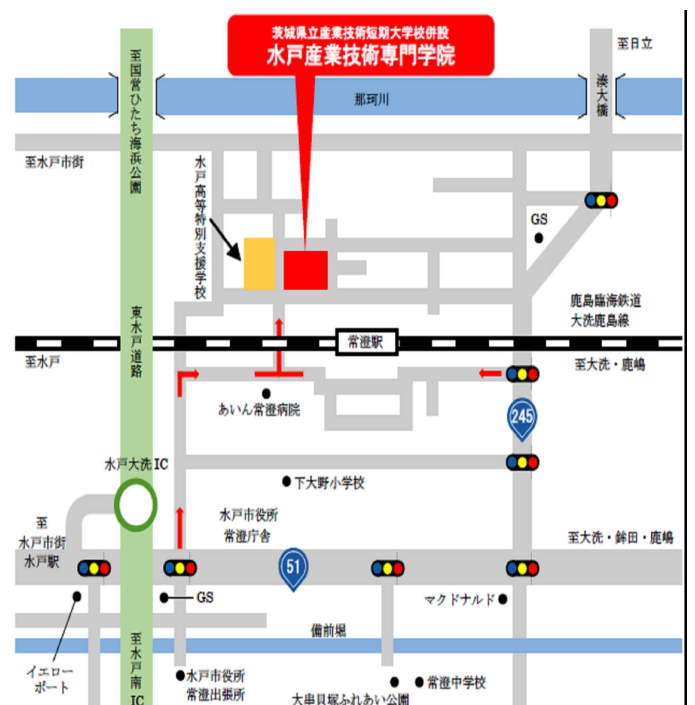 茨城県立産業技術短期大学校併設
水戸産業技術専門学院
至国営ひたち海浜公園
至日立
湊大橋
那珂川
至水戸市街
水戸高等特別支援学校
GS
東水戸道路
鹿島臨海鉄道
大洗鹿島線
常澄駅
至水戸
至大洗・鹿嶋
あいん常澄病院
245
水戸大洗IC
下大野小学校
水戸市役所
常澄庁舎
至
水戸市街
水戸駅
至大洗・鉾田・鹿嶋
51
GS
マクドナルド
備前堀
イエロー
ポート
至水戸南IC
水戸市役所
常澄出張所
常澄中学校
大串貝塚ふれあい公園